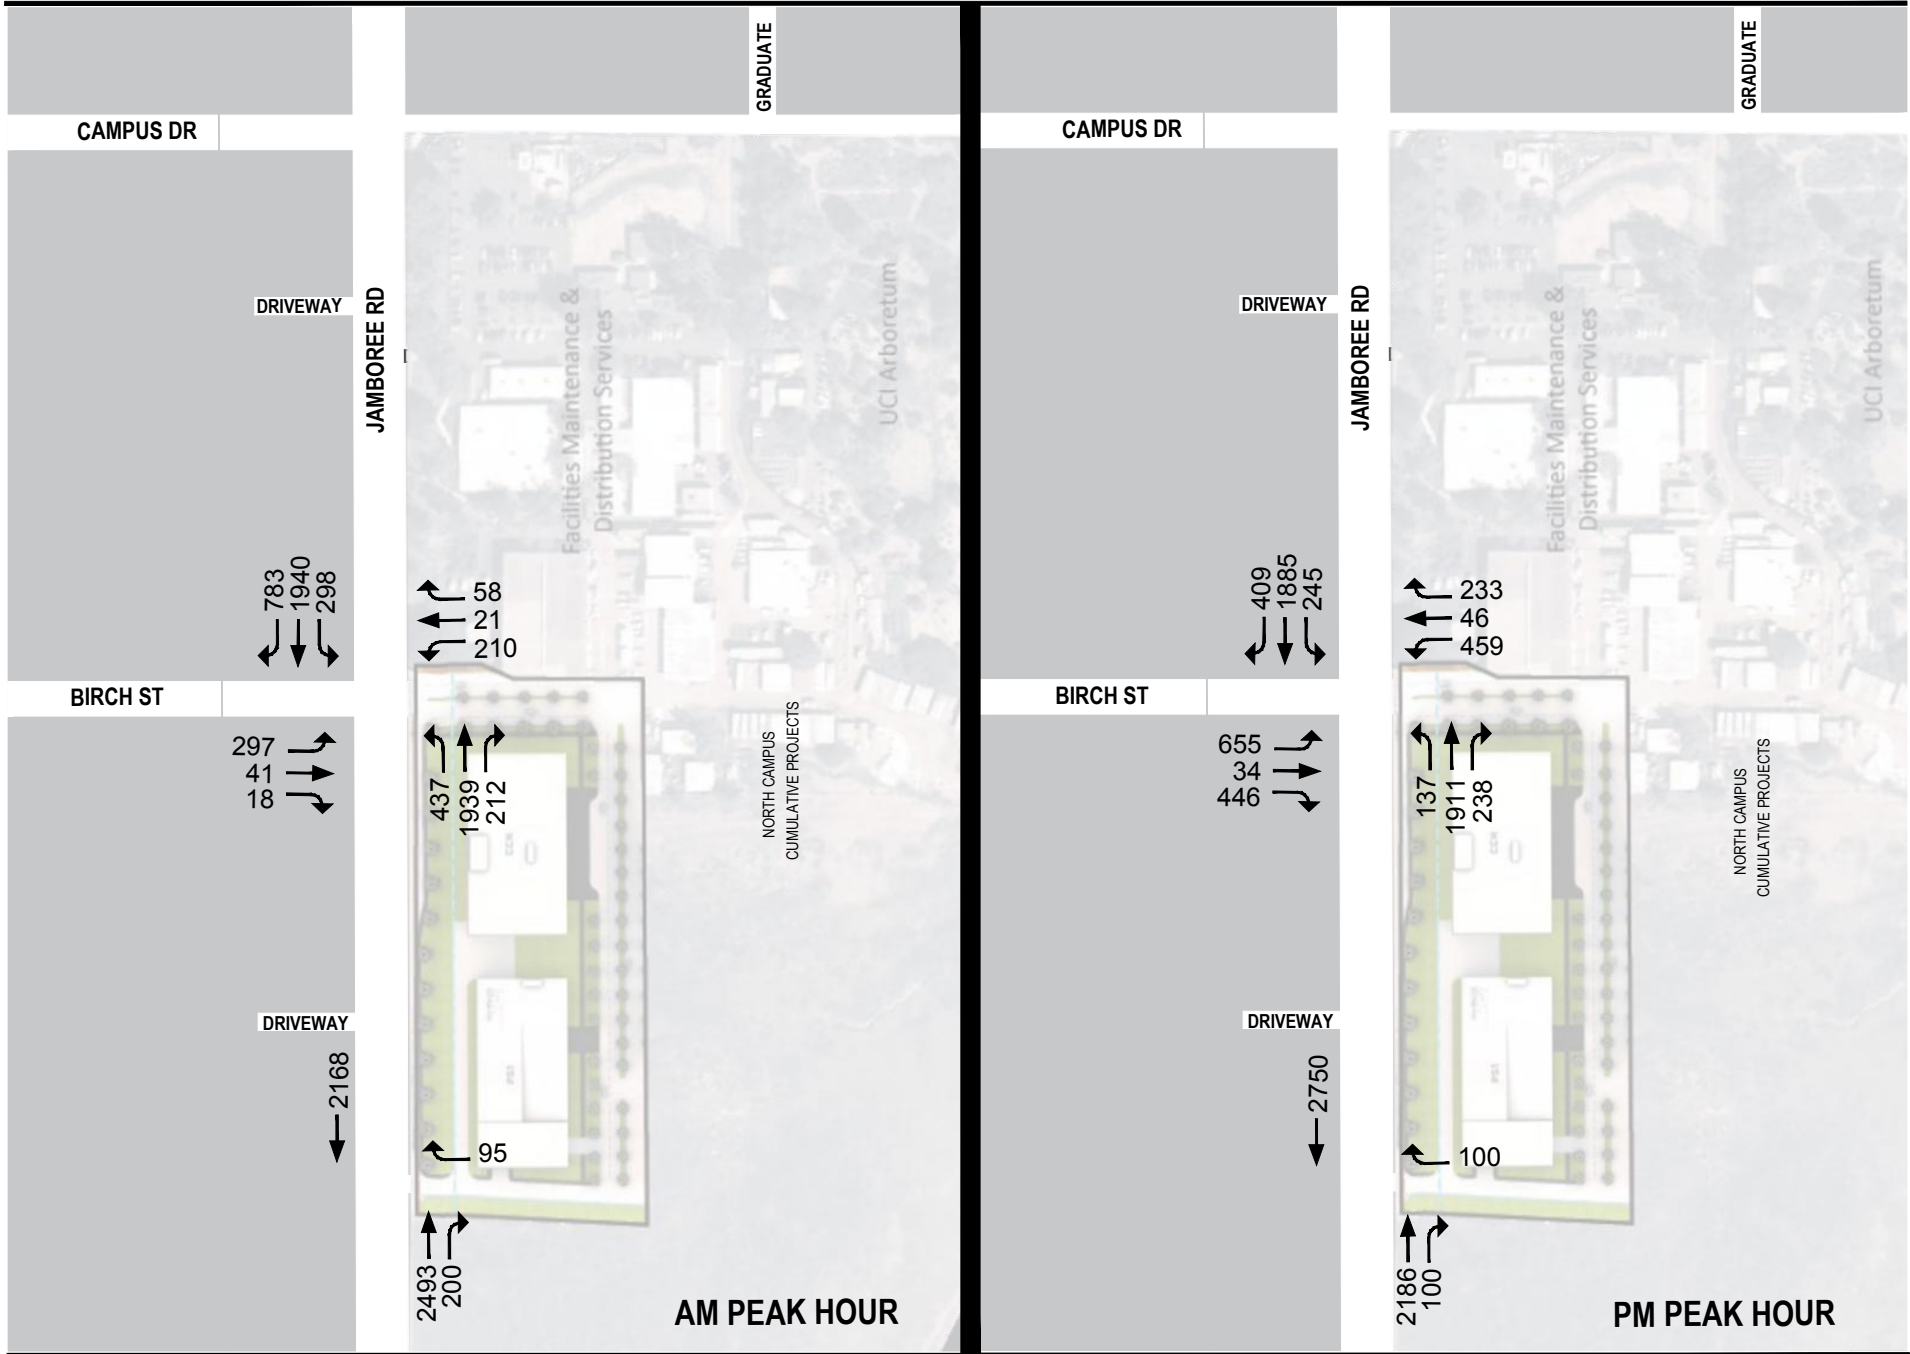 GRADUATE
CAMPUS DR
DRIVEWAY
JAMBOREE RD
Facilities Maintenance &
Distribution Services
UCI Arboretum
783
1940
298
58
21
210
BIRCH ST
297
41
18
437
1939
212
CCR
NORTH CAMPUS
CUMULATIVE PROJECTS
DRIVEWAY
2168
PS1
95
2493
200
AM PEAK HOUR
GRADUATE
CAMPUS DR
DRIVEWAY
JAMBOREE RD
Facilities Maintenance &
Distribution Services
UCI Arboretum
409
1885
245
233
46
459
BIRCH ST
655
34
446
137
1911
238
CCR
NORTH CAMPUS
CUMULATIVE PROJECTS
DRIVEWAY
2750
PS1
100
2186
100
PM PEAK HOUR